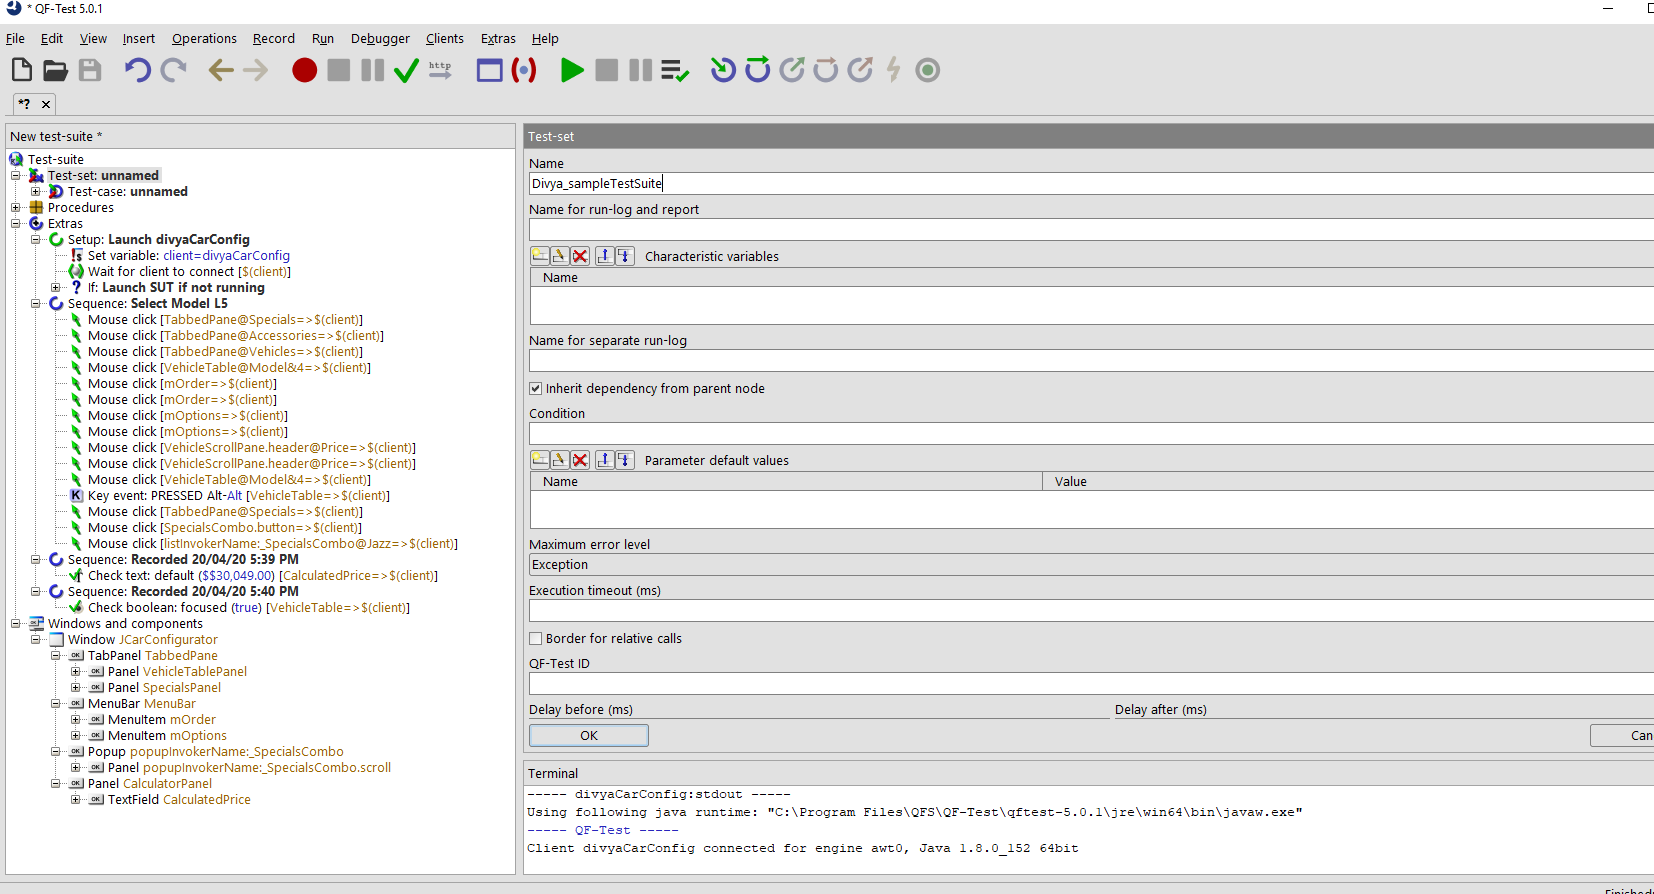 * QF-Test 5.0.1
File Edit View Insert Operations Record Run Debugger Clients Extras Help
http
*?
New test-suite *
Test-suite
Test-set: unnamed
Test-case: unnamed
Procedures
Extras
Setup: Launch divyaCarConfig
Set variable: client=divyaCarConfig
Wait for client to connect [$(client)]
If: Launch SUT if not running
Sequence: Select Model L5
Mouse click [TabbedPane@Specials=>$(client)]
Mouse click [TabbedPane@Accessories=>$(client)]
Mouse click [TabbedPane@Vehicles=>$(client)]
Mouse click [VehicleTable@Model&4=>$(client)]
Mouse click [mOrder=>$(client)]
Mouse click [mOrder=>$(client)]
Mouse click [mOptions=>$(client)]
Mouse click [mOptions=>$(client)]
Mouse click [VehicleScrollPane.header@Price=>$(client)]
Mouse click [VehicleScrollPane.header@Price=>$(client)]
Mouse click [VehicleTable@Model&4=>$(client)]
Key event: PRESSED Alt-Alt [VehicleTable=>$(client)]
Mouse click [TabbedPane@Specials=>$(client)]
Mouse click [SpecialsCombo.button=>$(client)]
Mouse click [listInvokerName:_SpecialsCombo@Jazz=>$(client)]
Sequence: Recorded 20/04/20 5:39 PM
Check text: default ($$30,049.00) [CalculatedPrice=>$(client)]
Sequence: Recorded 20/04/20 5:40 PM
Check boolean: focused (true) [VehicleTable=>$(client)]
Windows and components
Window JCarConfigurator
TabPanel TabbedPane
Panel VehicleTablePanel
Panel SpecialsPanel
MenuBar MenuBar
MenuItem mOrder
MenuItem mOptions
Popup popupInvokerName:_SpecialsCombo
Panel popupInvokerName:_SpecialsCombo.scroll
Panel CalculatorPanel
TextField CalculatedPrice
Test-set
Name
Divya_sampleTestSuite
Name for run-log and report
Characteristic variables
Name
Name for separate run-log
Inherit dependency from parent node
Condition
Parameter default values
Name Value
Maximum error level
Exception
Execution timeout (ms)
Border for relative calls
QF-Test ID
Delay before (ms) Delay after (ms)
OK Can
Terminal
----- divyaCarConfig:stdout -----
Using following java runtime: "C:\Program Files\QFS\QF-Test\qftest-5.0.1\jre\win64\bin\javaw.exe"
----- QF-Test -----
Client divyaCarConfig connected for engine awt0, Java 1.8.0_152 64bit